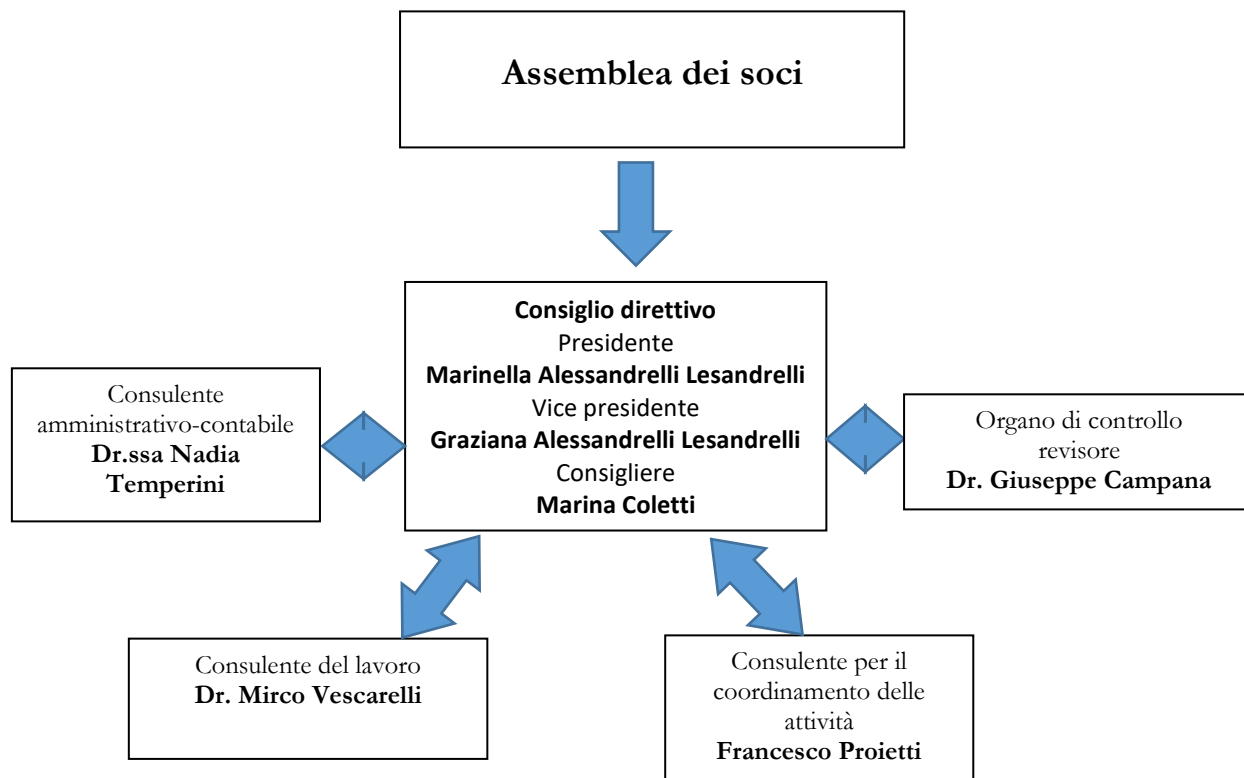 Assemblea dei soci
Consiglio direttivo
Presidente
Marinella Alessandrelli Lesandrelli
Vice presidente
Graziana Alessandrelli Lesandrelli
Consigliere
Marina Coletti
Consulente
amministrativo-contabile
Dr.ssa Nadia
Temperini
Organo di controllo
revisore
Dr. Giuseppe Campana
Consulente del lavoro
Dr. Mirco Vescarelli
Consulente per il
coordinamento delle
attività
Francesco Proietti